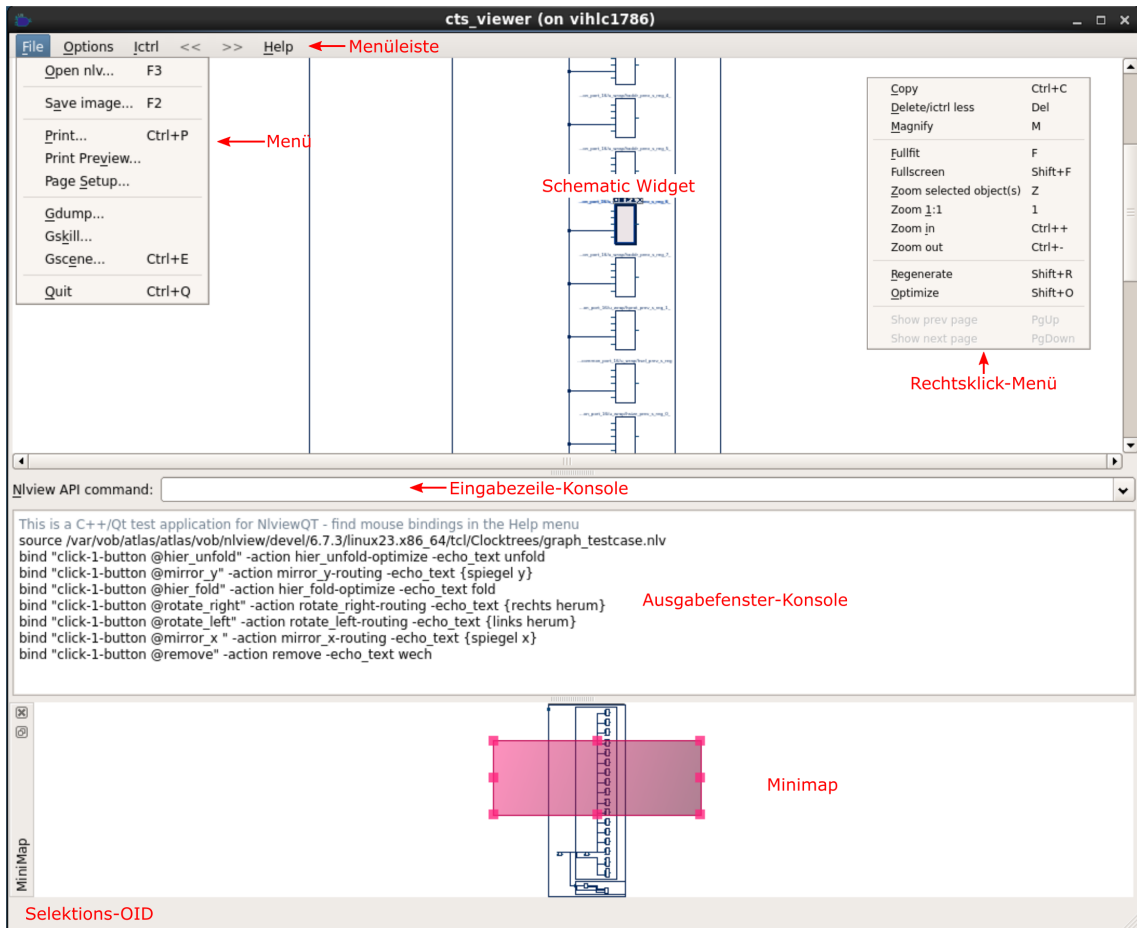 cts_viewer (on vihlc1786)
File Options Ictrl << >> Help
Menüleiste
Open nlv... F3
Save image... F2
Print... Ctrl+P
Print Preview...
Page Setup...
Gdump...
Gskill...
Gscene... Ctrl+E
Quit Ctrl+Q
Menü
Schematic Widget
Copy Ctrl+C
Delete/ictrl less Del
Magnify M
Fullfit F
Fullscreen Shift+F
Zoom selected object(s) Z
Zoom 1:1 1
Zoom in Ctrl++
Zoom out Ctrl+-
Regenerate Shift+R
Optimize Shift+O
Show prev page PgUp
Show next page PgDown
Rechtsklick-Menü
Nlview API command:
Eingabezeile-Konsole
This is a C++/Qt test application for NlviewQT - find mouse bindings in the Help menu
source /var/vob/atlas/atlas/vob/nlview/devel/6.7.3/linux23.x86_64/tcl/Clocktrees/graph_testcase.nlv
bind "click-1-button @hier_unfold" -action hier_unfold-optimize -echo_text unfold
bind "click-1-button @mirror_y" -action mirror_y-routing -echo_text {spiegel y}
bind "click-1-button @hier_fold" -action hier_fold-optimize -echo_text fold
bind "click-1-button @rotate_right" -action rotate_right-routing -echo_text {rechts herum}
bind "click-1-button @rotate_left" -action rotate_left-routing -echo_text {links herum}
bind "click-1-button @mirror_x " -action mirror_x-routing -echo_text {spiegel x}
bind "click-1-button @remove" -action remove -echo_text wech
Ausgabefenster-Konsole
MiniMap
Minimap
Selektions-OID